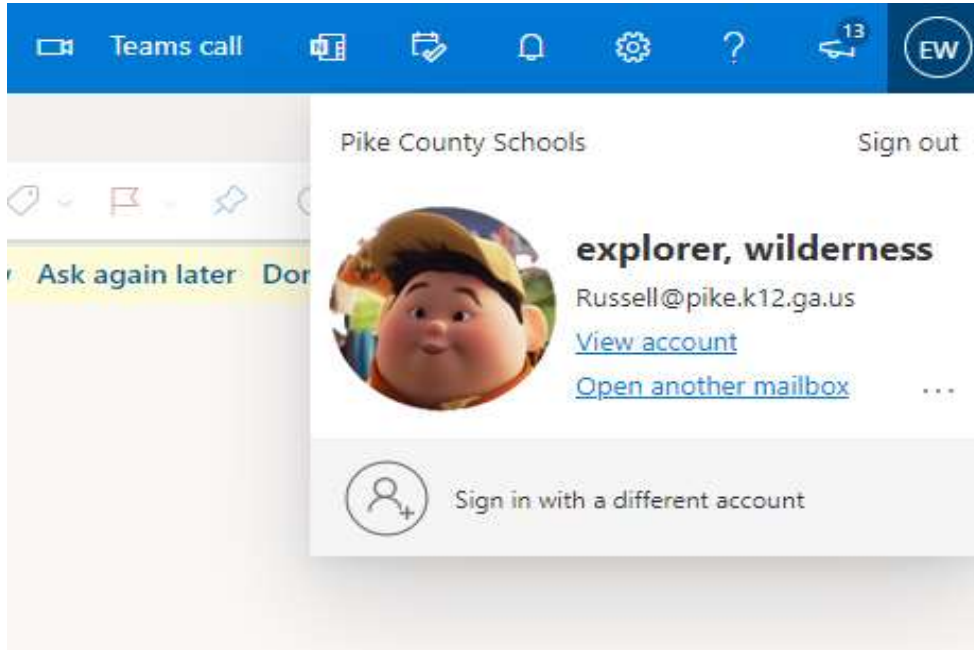 Teams call
13
EW
Pike County Schools
Sign out
explorer, wilderness
Russell@pike.k12.ga.us
View account
Open another mailbox
...
Ask again later
Sign in with a different account